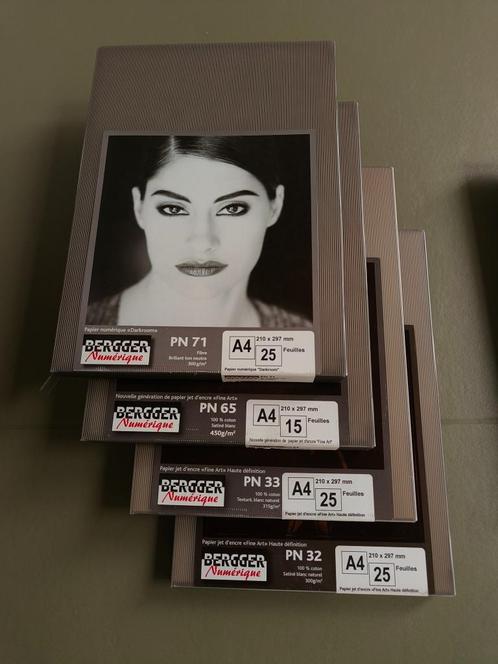 Papier numérique «Darkroom»
BERGGER
Numérique
PN 71
Fibre
Brillant ton neutre
300g/m²
A4
210 x 297 mm
25
Feuilles
Papier numérique "Darkroom"
Nouvelle génération de papier jet d'encre «Fine Art»
BERGGER
Numérique
PN 65
100 % coton
Satiné blanc
450g/m²
A4
210 x 297 mm
15
Feuilles
Nouvelle génération de papier jet d'encre "Fine Art"
Papier jet d'encre «Fine Art» Haute définition
BERGGER
Numérique
PN 33
100 % coton
Texturé, blanc naturel
315g/m²
A4
210 x 297 mm
25
Feuilles
Papier jet d'encre «Fine Art» Haute définition
Papier jet d'encre «Fine Art» Haute définition
BERGGER
Numérique
PN 32
100 % coton
Satiné blanc naturel
300g/m²
A4
210 x 297 mm
25
Feuilles
Papier jet d'encre «Fine Art» Haute définition